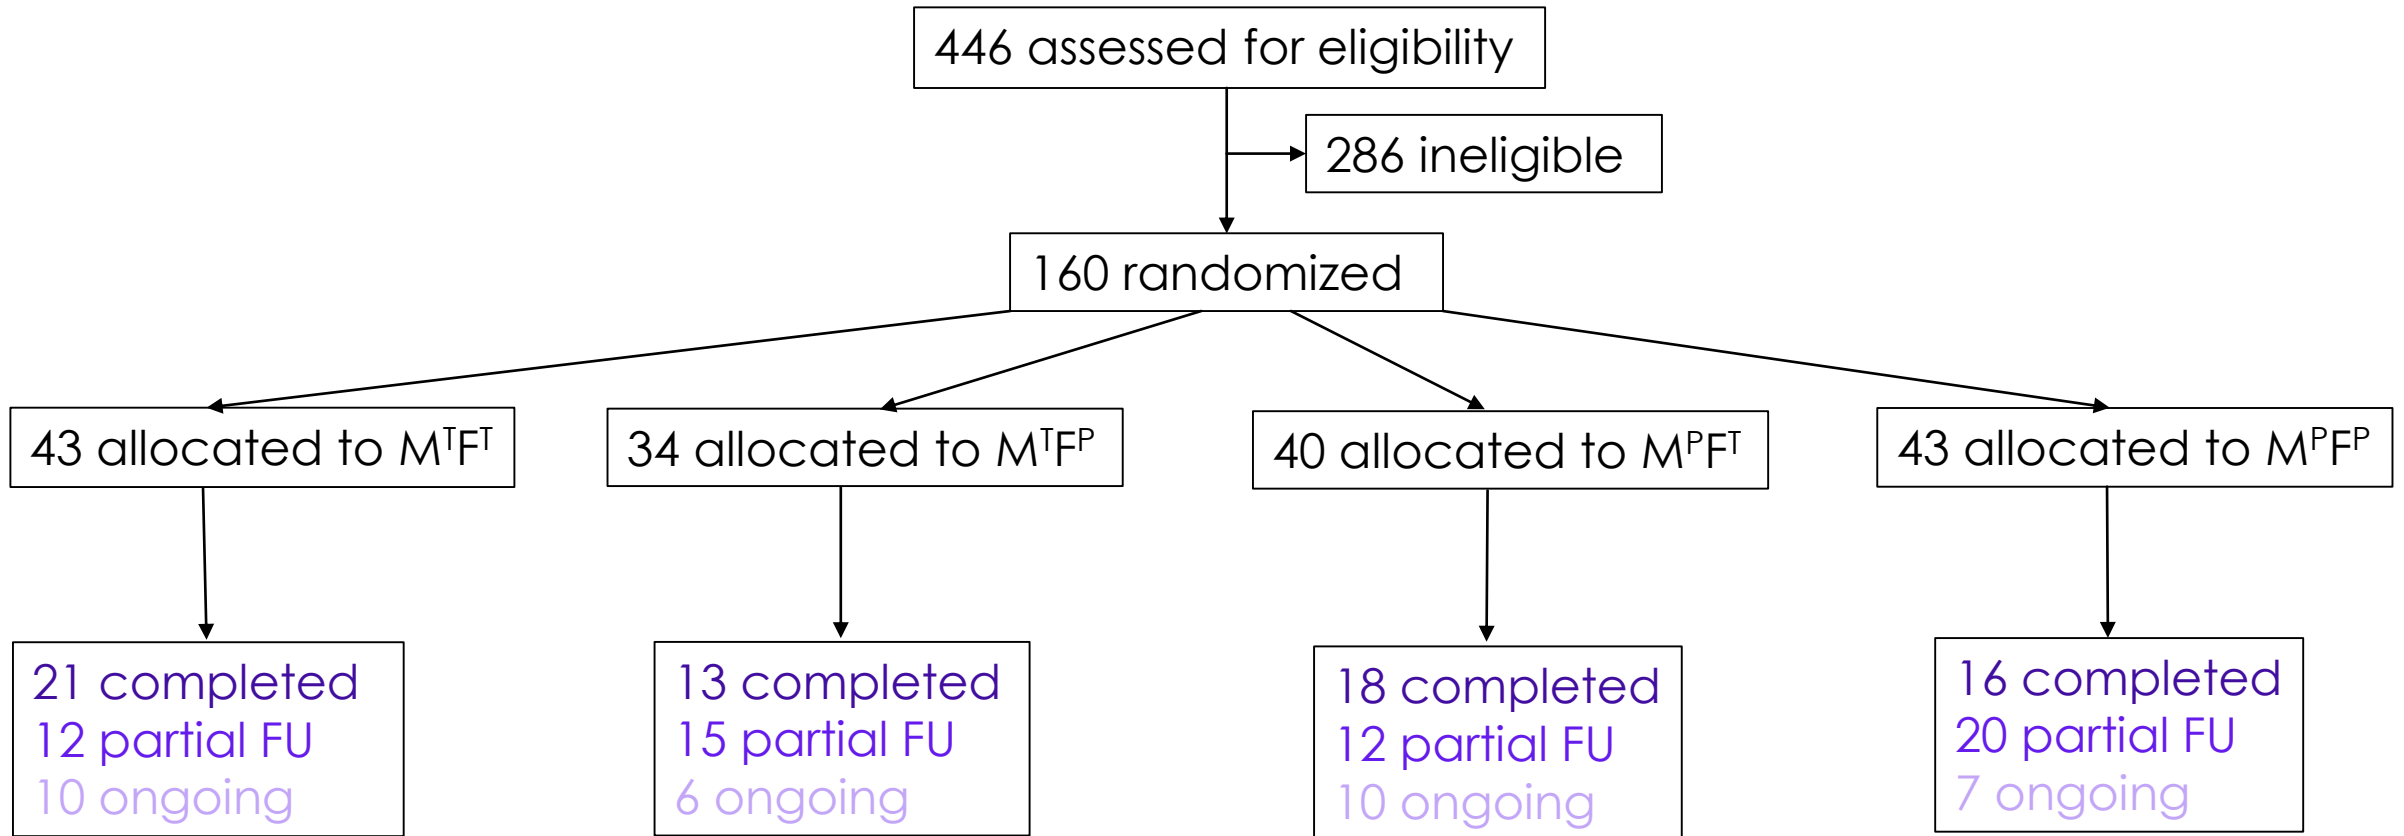 446 assessed for eligibility
286 ineligible
160 randomized
43 allocated to MᵀFᵀ
34 allocated to MᵀFᴾ
40 allocated to MᴾFᵀ
43 allocated to MᴾFᴾ
21 completed
12 partial FU
10 ongoing
13 completed
15 partial FU
6 ongoing
18 completed
12 partial FU
10 ongoing
16 completed
20 partial FU
7 ongoing